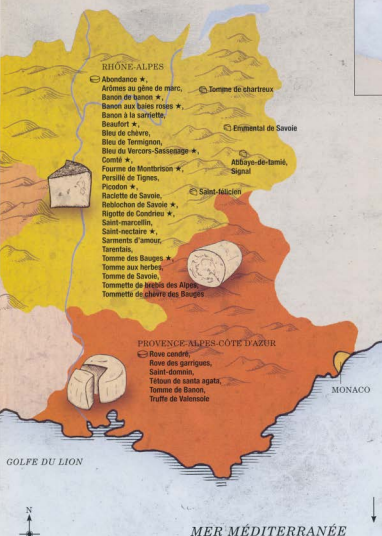 RHÔNE-ALPES
Abondance ★,
Arômes au gène de marc,
Banon de banon ★,
Banon aux baies roses ★,
Banon à la sarriette,
Beaufort ★,
Bleu de chèvre,
Bleu de Termignon,
Bleu du Vercors-Sassenage ★,
Comté ★,
Fourme de Montbrison ★,
Persillé de Tignes,
Picodon ★,
Raclette de Savoie,
Reblochon de Savoie ★,
Rigotte de Condrieu ★,
Saint-marcellin,
Saint-nectaire ★,
Sarments d'amour,
Tarentais,
Tomme des Bauges ★,
Tomme aux herbes,
Tomme de Savoie,
Tommette de brebis des Alpes,
Tommette de chèvre des Bauges
Tomme de chartreux
Emmental de Savoie
Abbaye-de-tamié,
Signal
Saint-félicien
PROVENCE-ALPES-CÔTE D'AZUR
Rove cendré,
Rove des garrigues,
Saint-domnin,
Tétoun de santa agata,
Tomme de Banon,
Truffe de Valensole
MONACO
GOLFE DU LION
N
MER MÉDITERRANÉE